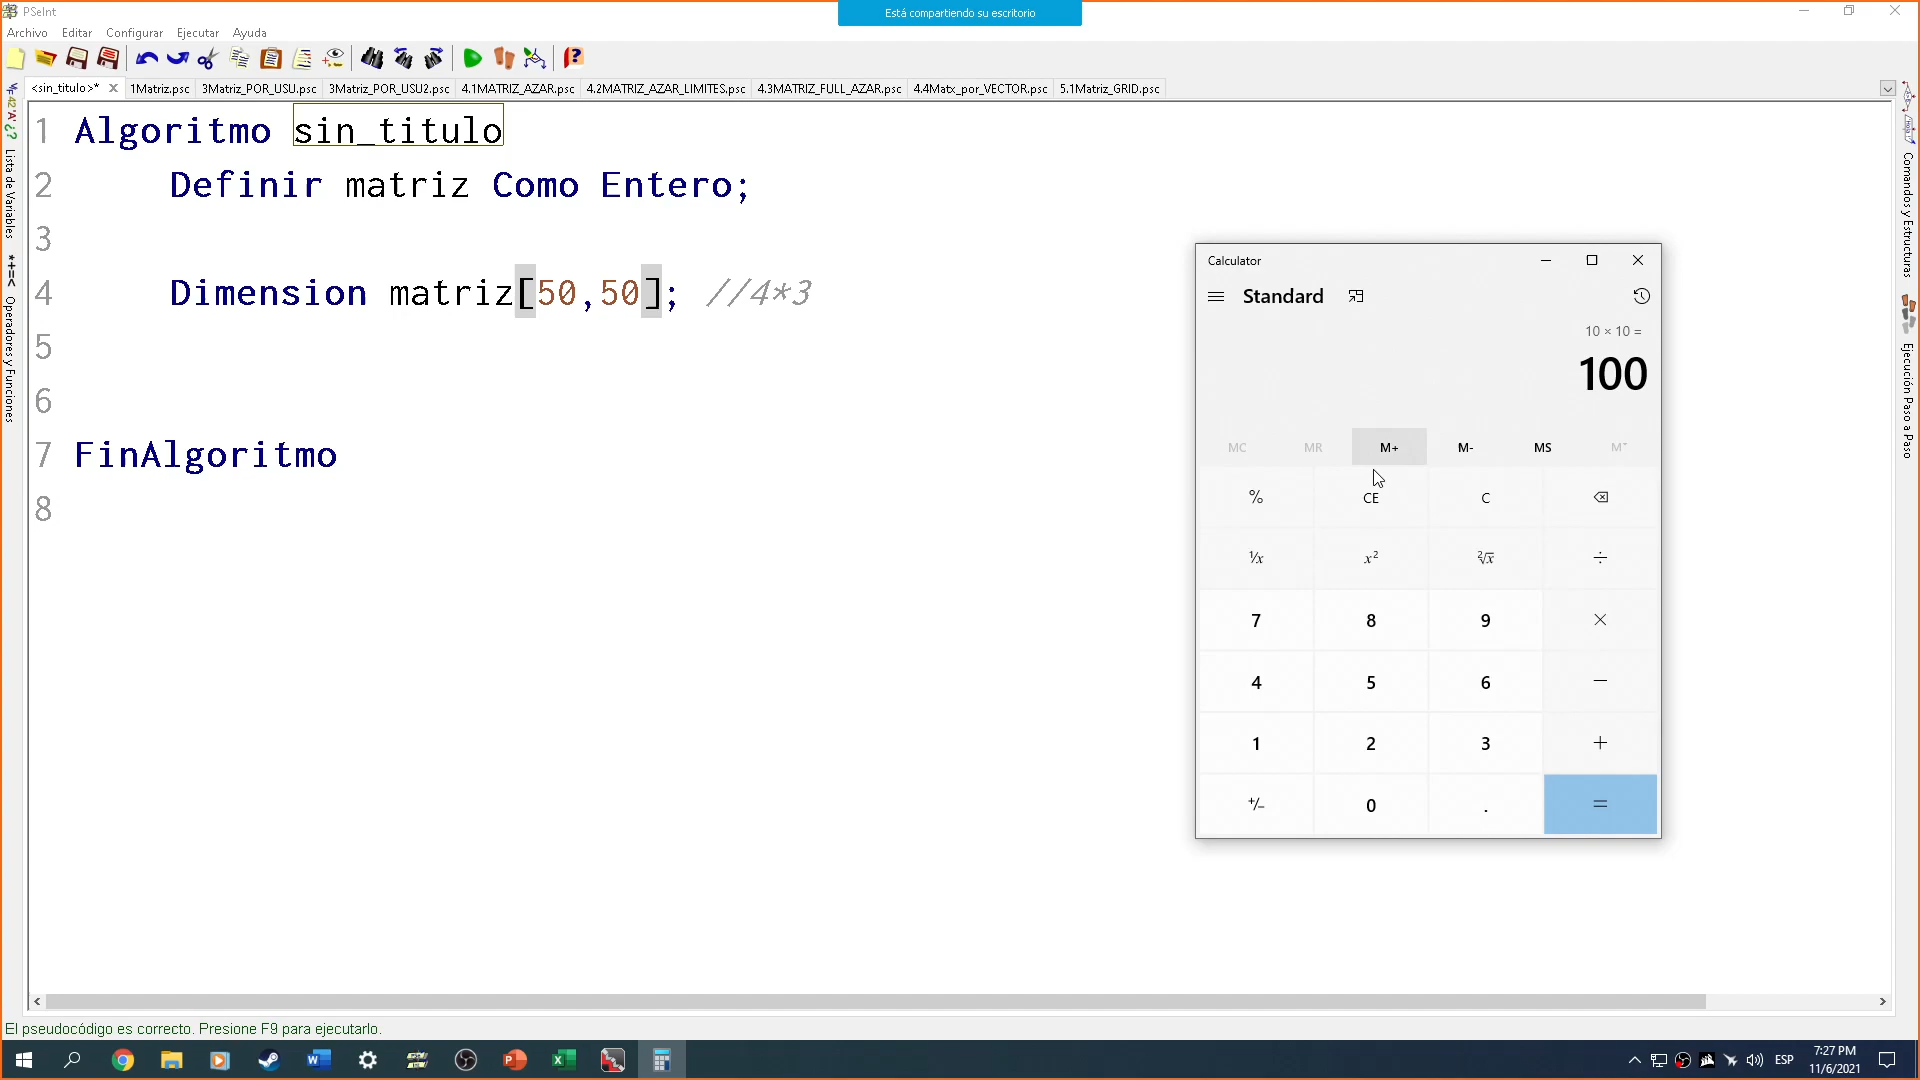 PSeInt
Está compartiendo su escritorio
Archivo Editar Configurar Ejecutar Ayuda
<sin_titulo>* 1Matriz.psc 3Matriz_POR_USU.psc 3Matriz_POR_USU2.psc 4.1MATRIZ_AZAR.psc 4.2MATRIZ_AZAR_LIMITES.psc 4.3MATRIZ_FULL_AZAR.psc 4.4Matx_por_VECTOR.psc 5.1Matriz_GRID.psc
Lista de Variables
*+=< Operadores y Funciones
1 Algoritmo sin_titulo
2 Definir matriz Como Entero;
3
4 Dimension matriz[50,50]; //4*3
5
6
7 FinAlgoritmo
8
Calculator
Standard
10 × 10 =
100
MC MR M+ M- MS M˅
% CE C
¹/x x² ²√x ÷
7 8 9 ×
4 5 6 −
1 2 3 +
+/− 0 . =
Comandos y Estructuras
Ejecución Paso a Paso
El pseudocódigo es correcto. Presione F9 para ejecutarlo.
ESP
7:27 PM
11/6/2021